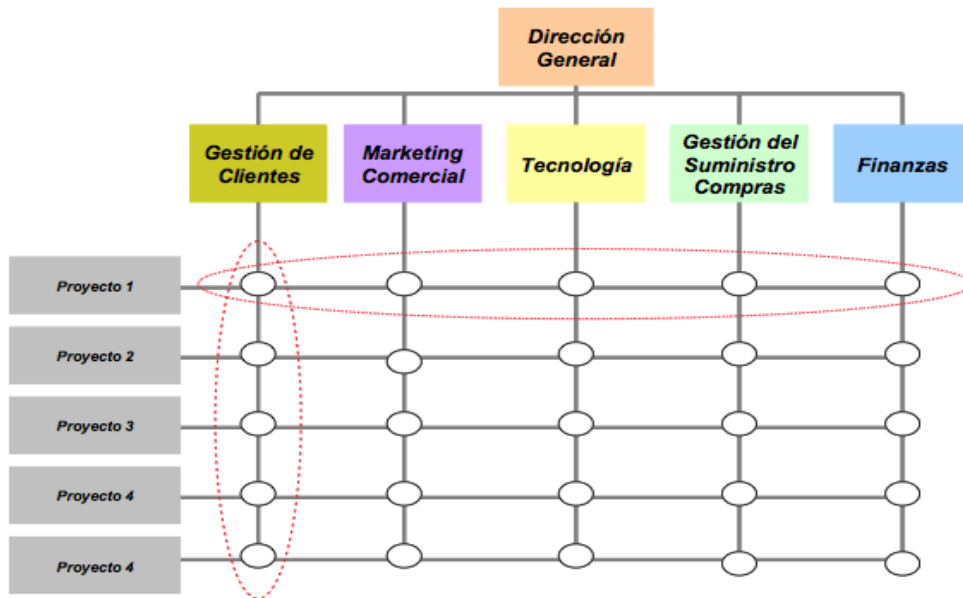 Dirección
General
Gestión de
Clientes
Marketing
Comercial
Tecnología
Gestión del
Suministro
Compras
Finanzas
Proyecto 1
Proyecto 2
Proyecto 3
Proyecto 4
Proyecto 4